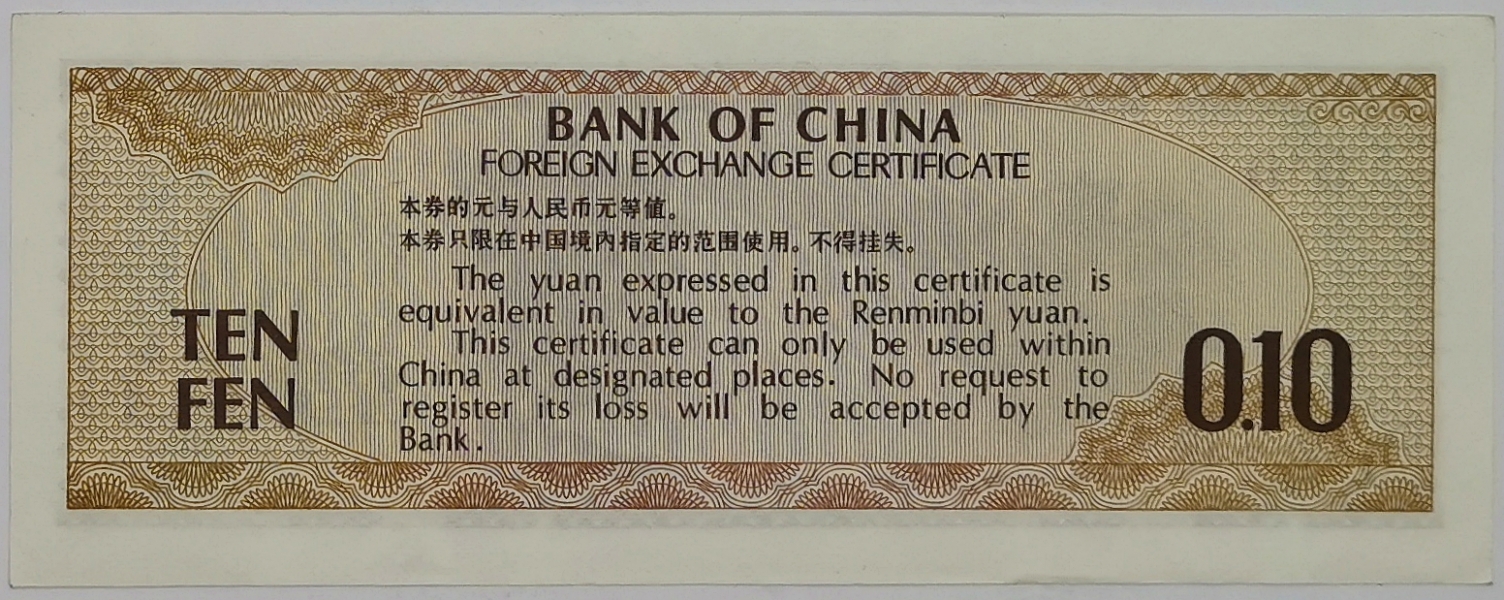 BANK OF CHINA
FOREIGN EXCHANGE CERTIFICATE
本券的元与人民币元等值。
本券只限在中国境内指定的范围使用。不得挂失。
The yuan expressed in this certificate is
equivalent in value to the Renminbi yuan.
This certificate can only be used within
China at designated places. No request to
register its loss will be accepted by the
Bank.
TEN
FEN
0.10